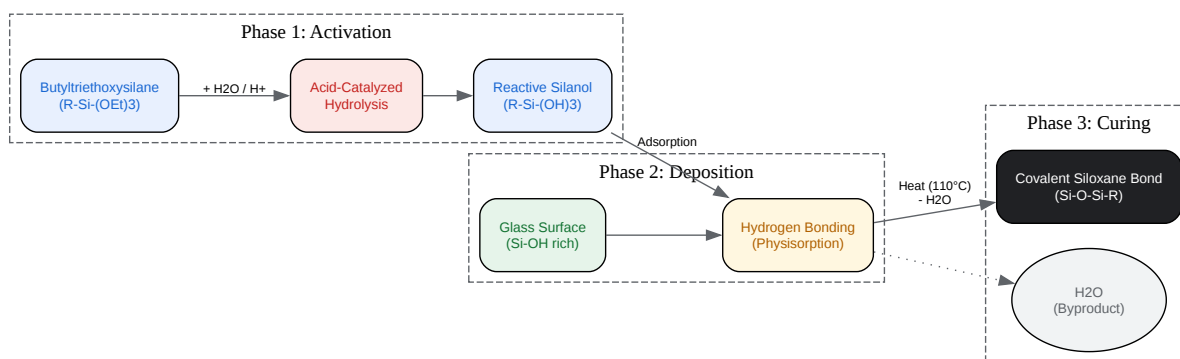 Phase 1: Activation
Butyltriethoxysilane
(R-Si-(OEt)3)
+ H2O / H+
Acid-Catalyzed
Hydrolysis
Reactive Silanol
(R-Si-(OH)3)
Adsorption
Phase 2: Deposition
Glass Surface
(Si-OH rich)
Hydrogen Bonding
(Physisorption)
Heat (110°C)
- H2O
Phase 3: Curing
Covalent Siloxane Bond
(Si-O-Si-R)
H2O
(Byproduct)